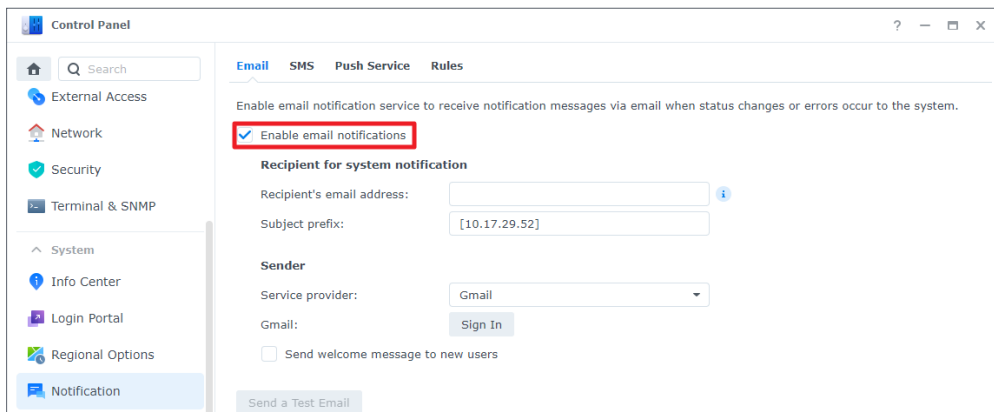 Control Panel
Search
External Access
Network
Security
Terminal & SNMP
System
Info Center
Login Portal
Regional Options
Notification
Email SMS Push Service Rules
Enable email notification service to receive notification messages via email when status changes or errors occur to the system.
Enable email notifications
Recipient for system notification
Recipient's email address:
Subject prefix: [10.17.29.52]
Sender
Service provider: Gmail
Gmail: Sign In
Send welcome message to new users
Send a Test Email